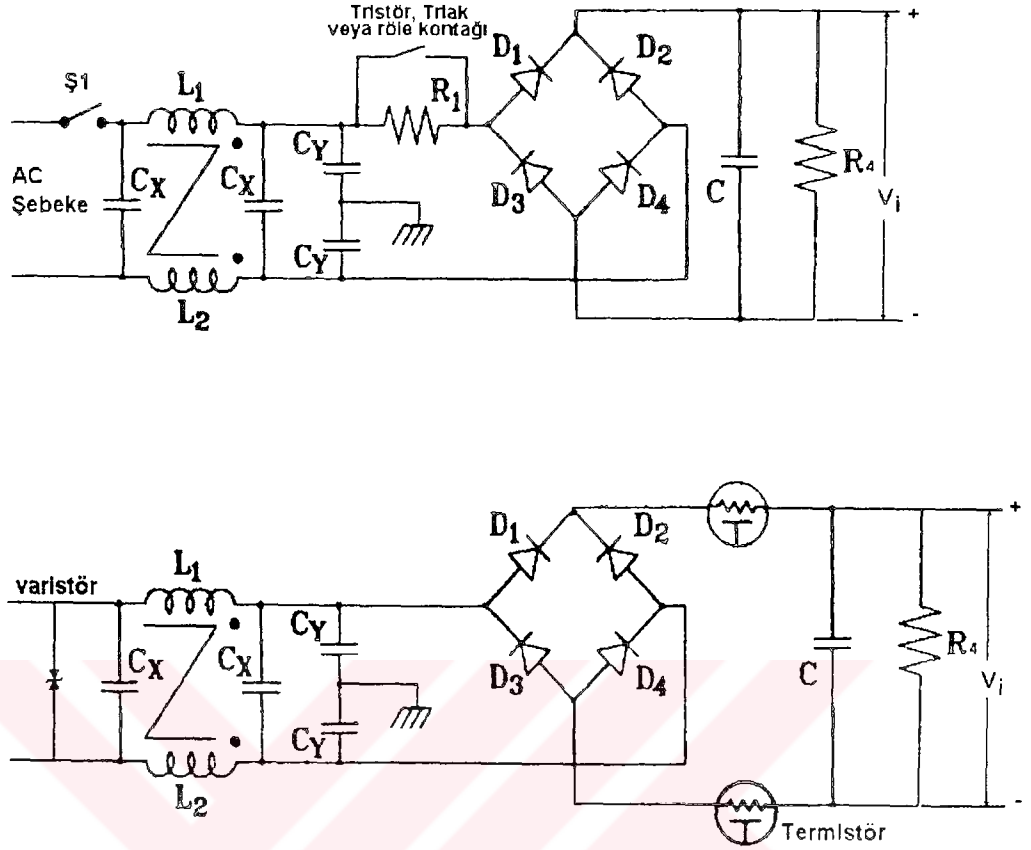 Tristör, Triak
veya röle kontağı
Ş1
L1
R1
D1
D2
+
AC
Şebeke
CX
CX
CY
CY
D3
D4
C
R4
Vi
L2
-
D1
D2
+
varistör
L1
CX
CX
CY
CY
D3
D4
C
R4
Vi
L2
-
Termistör